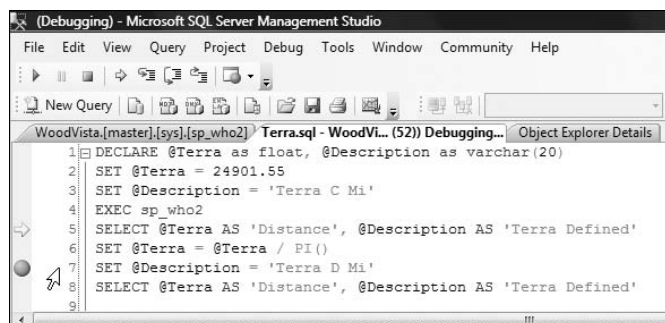 (Debugging) - Microsoft SQL Server Management Studio
File Edit View Query Project Debug Tools Window Community Help
New Query
WoodVista.[master].[sys].[sp_who2] Terra.sql - WoodVi... (52)) Debugging... Object Explorer Details
1 DECLARE @Terra as float, @Description as varchar(20)
2 SET @Terra = 24901.55
3 SET @Description = 'Terra C Mi'
4 EXEC sp_who2
5 SELECT @Terra AS 'Distance', @Description AS 'Terra Defined'
6 SET @Terra = @Terra / PI()
7 SET @Description = 'Terra D Mi'
8 SELECT @Terra AS 'Distance', @Description AS 'Terra Defined'
9